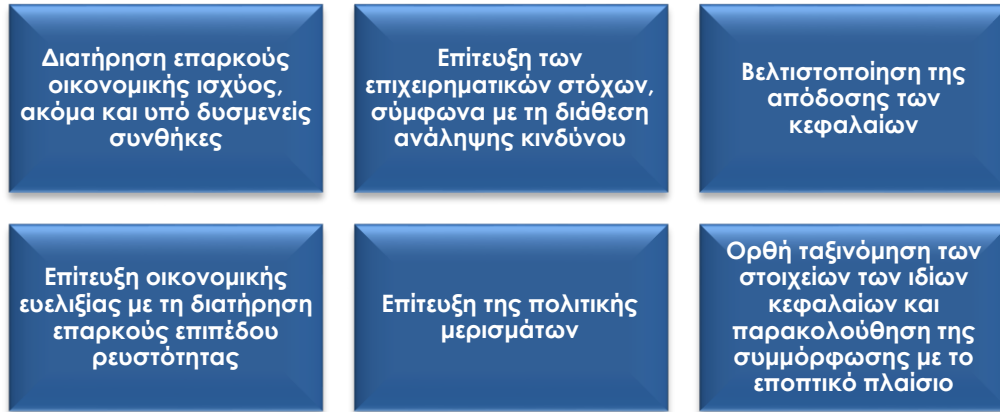 Διατήρηση επαρκούς
οικονομικής ισχύος,
ακόμα και υπό δυσμενείς
συνθήκες
Επίτευξη των
επιχειρηματικών στόχων,
σύμφωνα με τη διάθεση
ανάληψης κινδύνου
Βελτιστοποίηση της
απόδοσης των
κεφαλαίων
Επίτευξη οικονομικής
ευελιξίας με τη διατήρηση
επαρκούς επιπέδου
ρευστότητας
Επίτευξη της πολιτικής
μερισμάτων
Ορθή ταξινόμηση των
στοιχείων των ιδίων
κεφαλαίων και
παρακολούθηση της
συμμόρφωσης με το
εποπτικό πλαίσιο